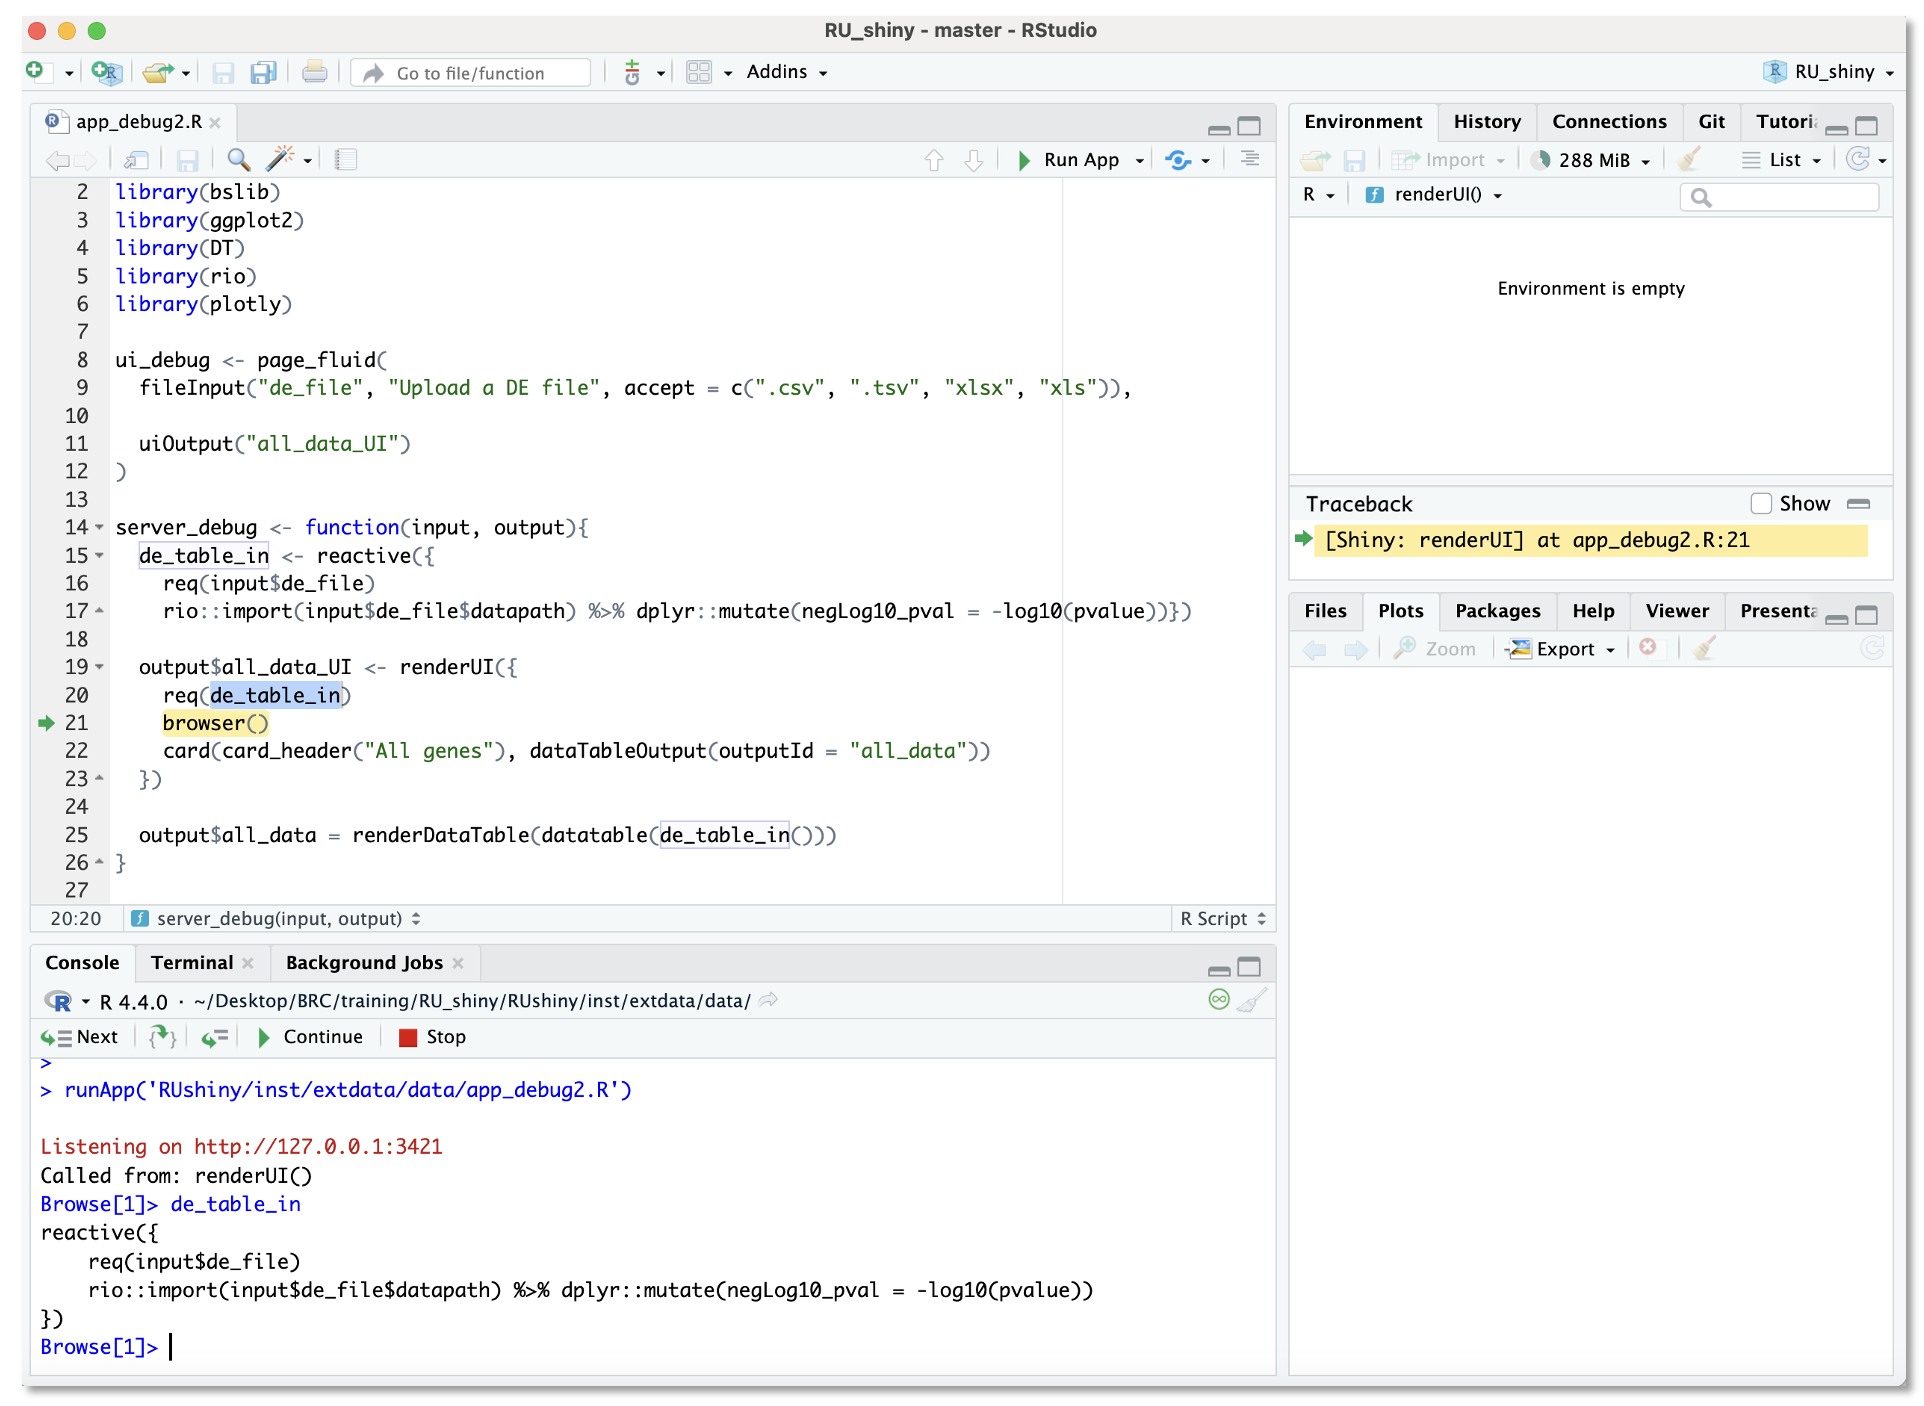 RU_shiny - master - RStudio
Go to file/function
Addins
RU_shiny
app_debug2.R
Run App
2 library(bslib)
3 library(ggplot2)
4 library(DT)
5 library(rio)
6 library(plotly)
7
8 ui_debug <- page_fluid(
9   fileInput("de_file", "Upload a DE file", accept = c(".csv", ".tsv", "xlsx", "xls")),
10
11   uiOutput("all_data_UI")
12 )
13
14 server_debug <- function(input, output){
15   de_table_in <- reactive({
16     req(input$de_file)
17     rio::import(input$de_file$datapath) %>% dplyr::mutate(negLog10_pval = -log10(pvalue))})
18
19   output$all_data_UI <- renderUI({
20     req(de_table_in)
21     browser()
22     card(card_header("All genes"), dataTableOutput(outputId = "all_data"))
23   })
24
25   output$all_data = renderDataTable(datatable(de_table_in()))
26 }
27
20:20 server_debug(input, output) R Script
Console Terminal Background Jobs
R 4.4.0 · ~/Desktop/BRC/training/RU_shiny/RUshiny/inst/extdata/data/
Next Continue Stop
>
> runApp('RUshiny/inst/extdata/data/app_debug2.R')
Listening on http://127.0.0.1:3421
Called from: renderUI()
Browse[1]> de_table_in
reactive({
    req(input$de_file)
    rio::import(input$de_file$datapath) %>% dplyr::mutate(negLog10_pval = -log10(pvalue))
})
Browse[1]>
Environment History Connections Git Tutori
Import 288 MiB List
R renderUI()
Environment is empty
Traceback Show
[Shiny: renderUI] at app_debug2.R:21
Files Plots Packages Help Viewer Presenta
Zoom Export